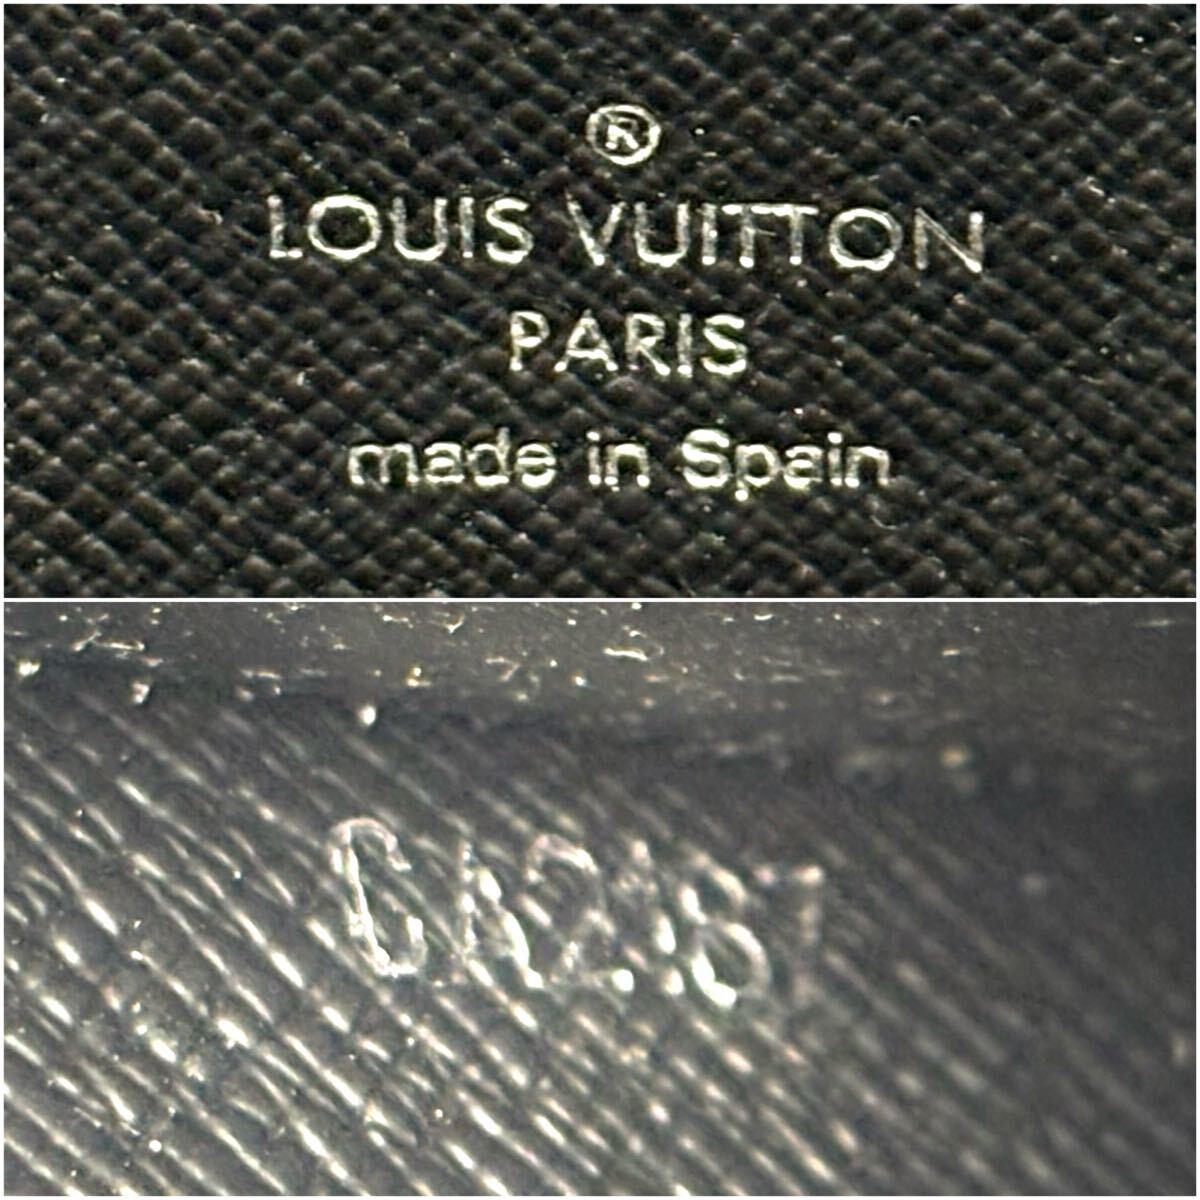 ®
LOUIS VUITTON
PARIS
made in Spain
CA2187